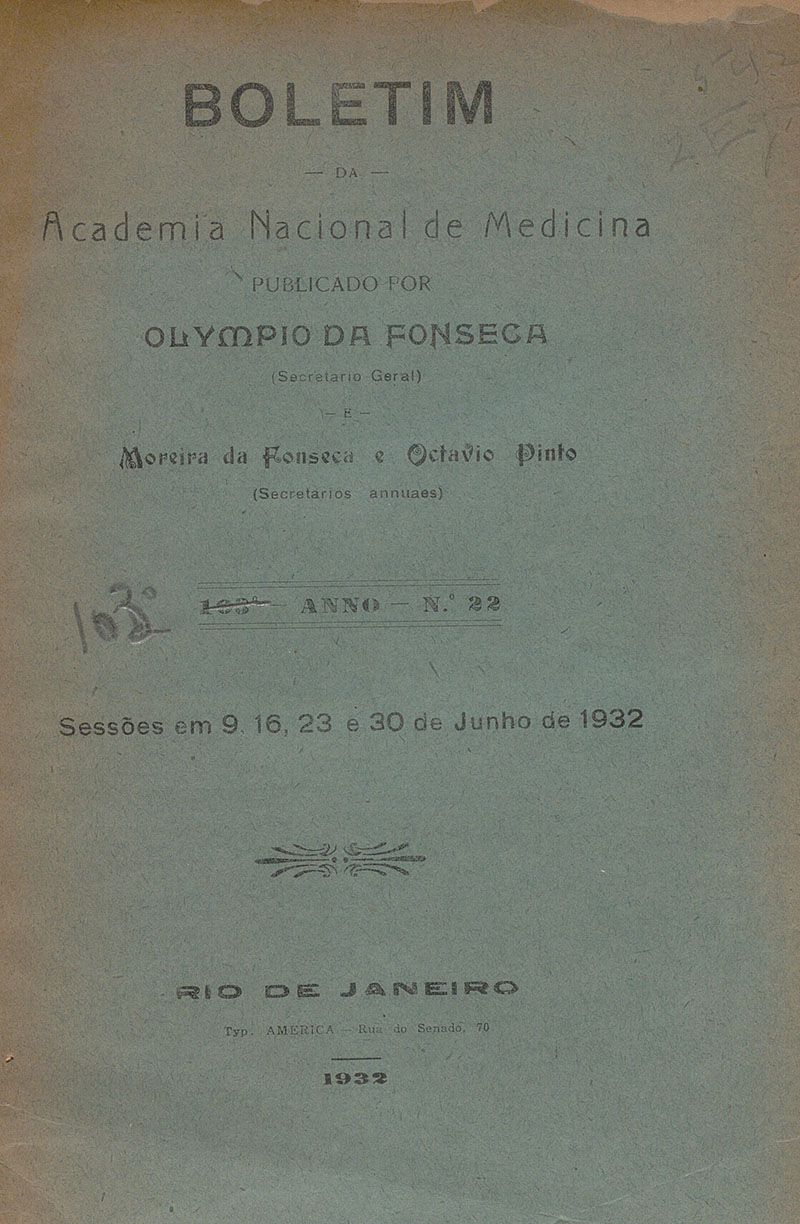 BOLETIM
— DA —
Academia Nacional de Medicina
PUBLICADO POR
OLYMPIO DA FONSECA
(Secretario Geral)
— E —
Moreira da Fonseca e Octavio Pinto
(Secretarios annuaes)
103º
ANNO — N.º 22
Sessões em 9, 16, 23 e 30 de Junho de 1932
RIO DE JANEIRO
Typ. AMERICA — Rua do Senado, 70
1932